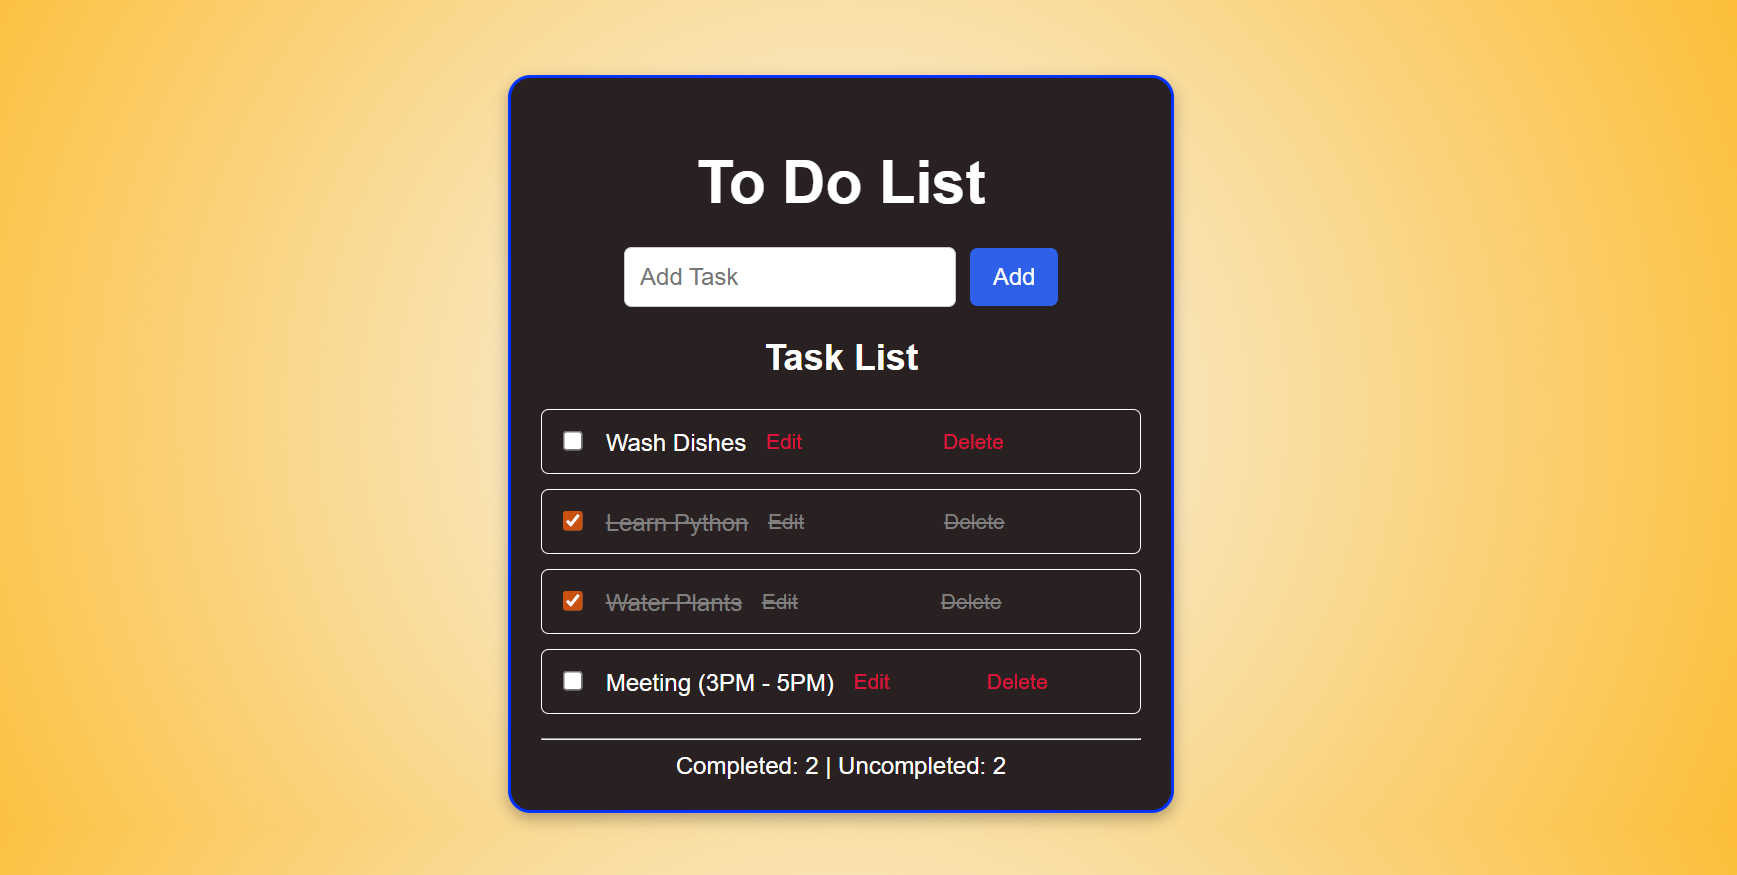 To Do List
Add Task Add
Task List
Wash Dishes Edit Delete
Learn Python Edit Delete
Water Plants Edit Delete
Meeting (3PM - 5PM) Edit Delete
Completed: 2 | Uncompleted: 2